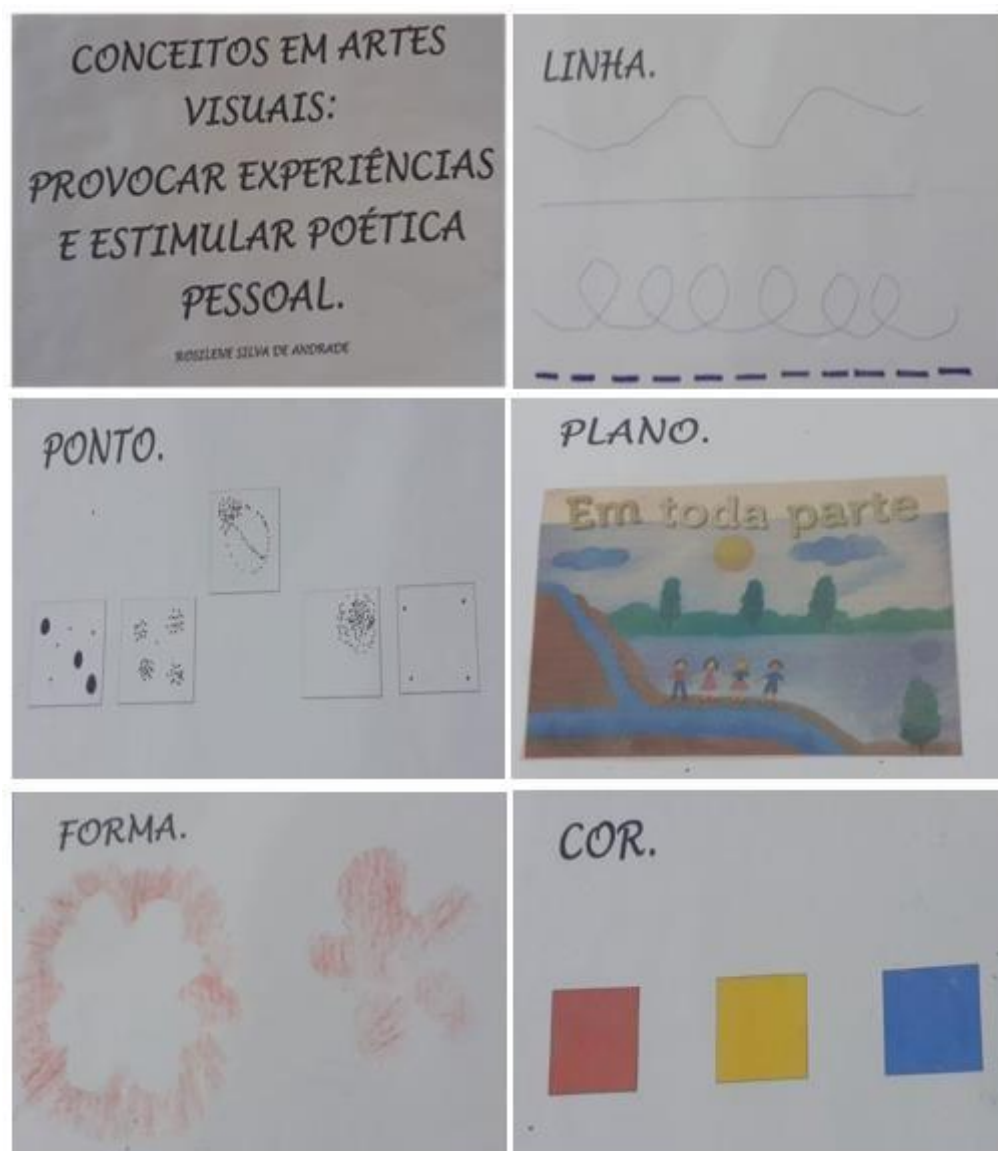 CONCEITOS EM ARTES
VISUAIS:
PROVOCAR EXPERIÊNCIAS
E ESTIMULAR POÉTICA
PESSOAL.
ROSILENE SILVA DE ANDRADE
LINHA.
PONTO.
PLANO.
Em toda parte
FORMA.
COR.